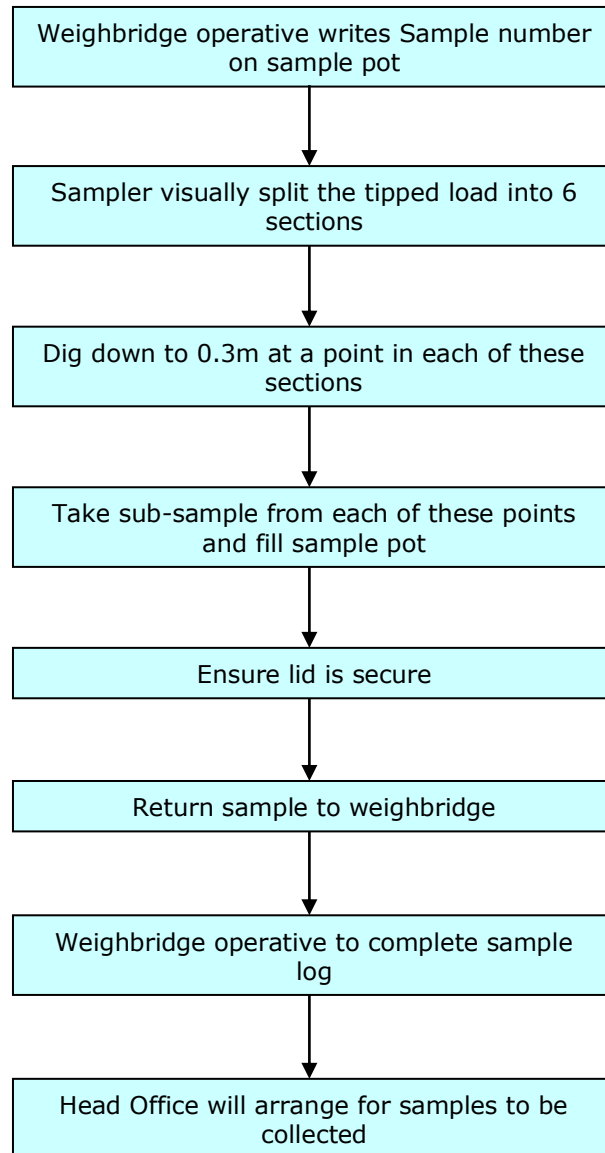 Weighbridge operative writes Sample number
on sample pot
Sampler visually split the tipped load into 6
sections
Dig down to 0.3m at a point in each of these
sections
Take sub-sample from each of these points
and fill sample pot
Ensure lid is secure
Return sample to weighbridge
Weighbridge operative to complete sample
log
Head Office will arrange for samples to be
collected